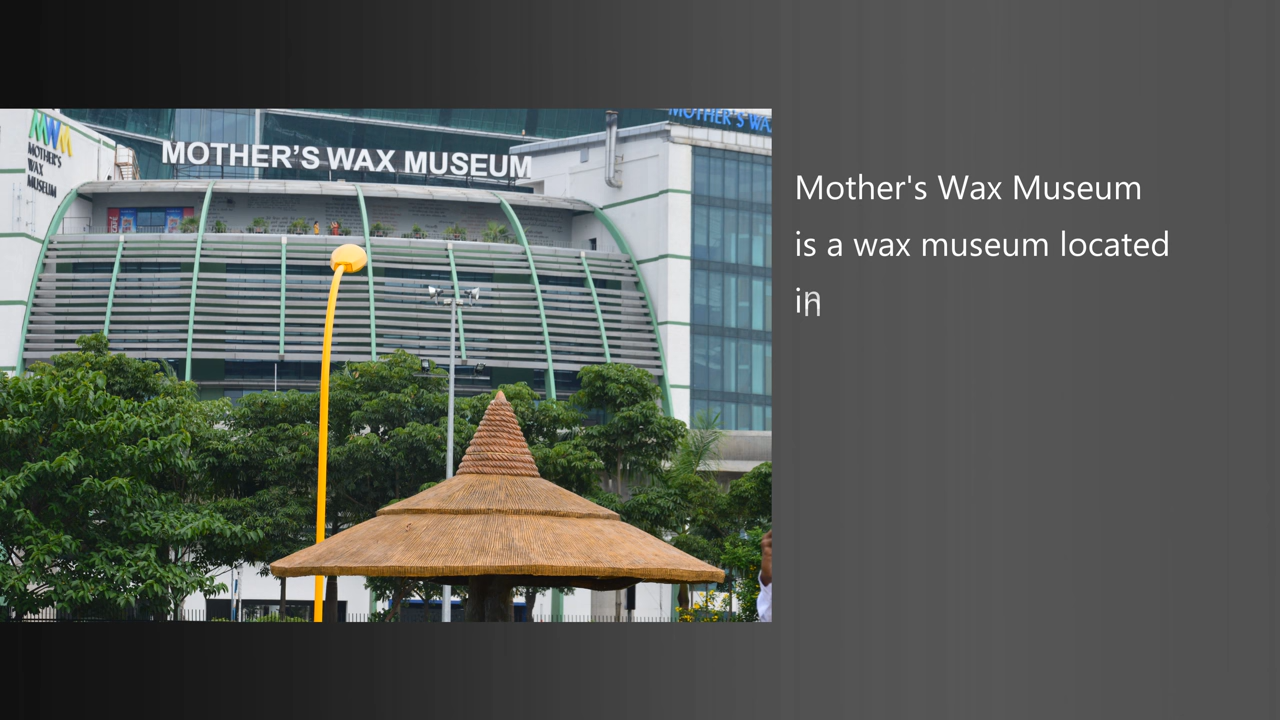 MOTHER'S WAX MUSEUM
MOTHER'S WA
MWM
MOTHER'S
WAX
MUSEUM
Mother's Wax Museum
is a wax museum located
in